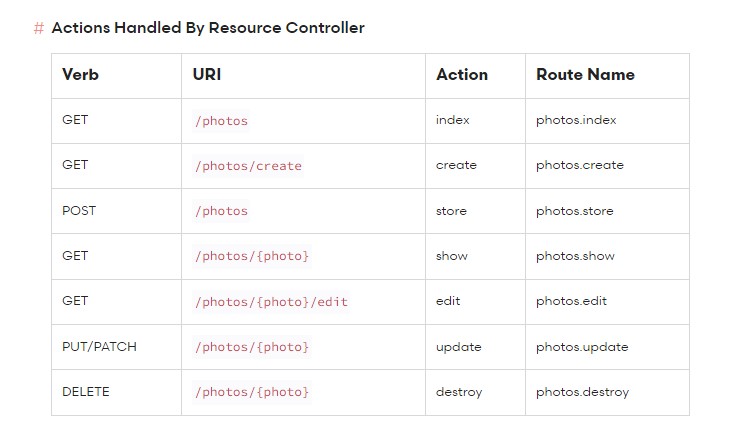 # Actions Handled By Resource Controller
Verb URI Action Route Name
GET /photos index photos.index
GET /photos/create create photos.create
POST /photos store photos.store
GET /photos/{photo} show photos.show
GET /photos/{photo}/edit edit photos.edit
PUT/PATCH /photos/{photo} update photos.update
DELETE /photos/{photo} destroy photos.destroy